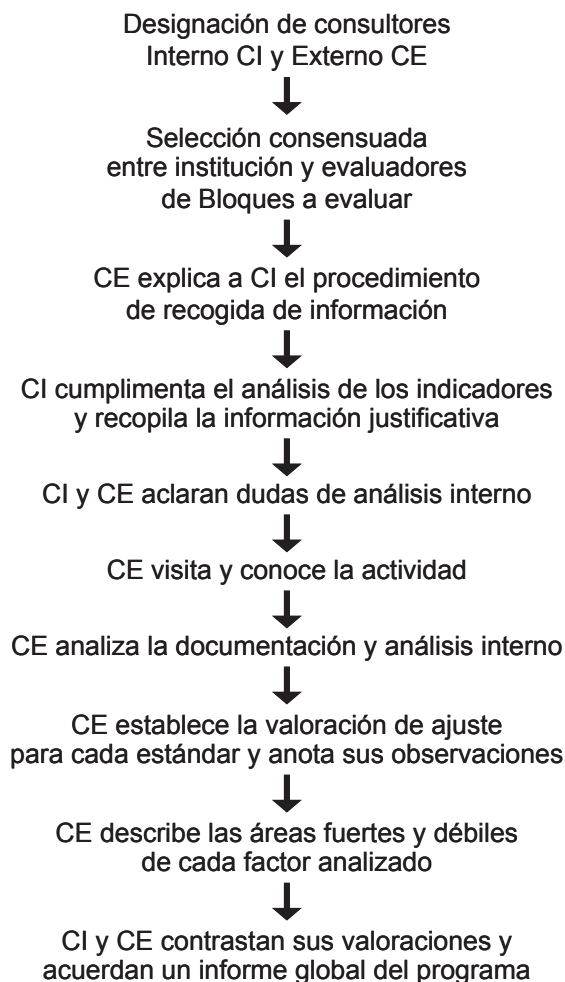 Designación de consultores
Interno CI y Externo CE
Selección consensuada
entre institución y evaluadores
de Bloques a evaluar
CE explica a CI el procedimiento
de recogida de información
CI cumplimenta el análisis de los indicadores
y recopila la información justificativa
CI y CE aclaran dudas de análisis interno
CE visita y conoce la actividad
CE analiza la documentación y análisis interno
CE establece la valoración de ajuste
para cada estándar y anota sus observaciones
CE describe las áreas fuertes y débiles
de cada factor analizado
CI y CE contrastan sus valoraciones y
acuerdan un informe global del programa